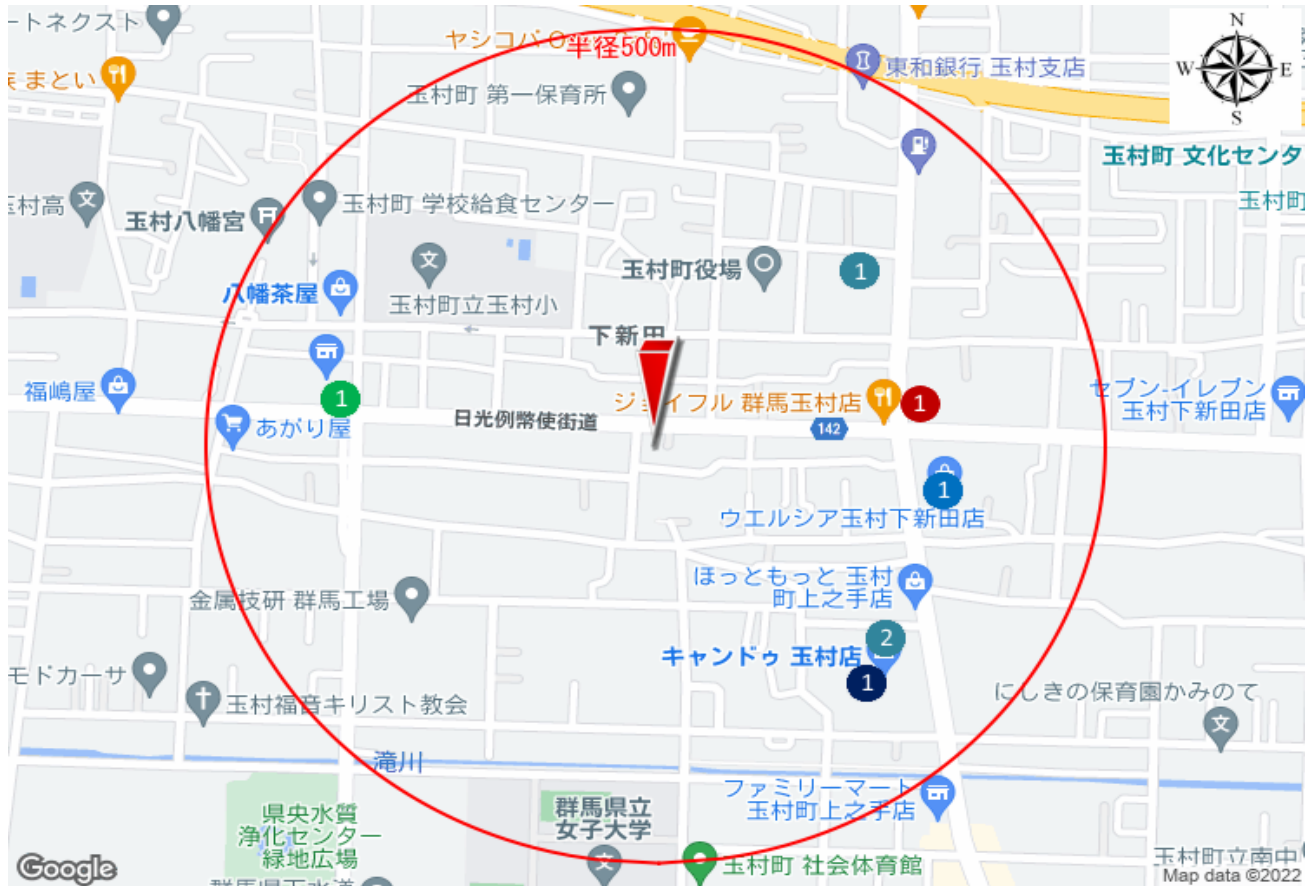 ートネクスト
ヤシコバ
半径500m
N
W
E
S
東和銀行 玉村支店
まとい
玉村町 第一保育所
玉村町 文化センタ
玉村町
玉村高
玉村八幡宮
玉村町 学校給食センター
玉村町役場
1
八幡茶屋
玉村町立玉村小
下新田
福嶋屋
1
ジョイフル 群馬玉村店
1
セブン-イレブン
玉村下新田店
あがり屋
日光例幣使街道
142
1
ウエルシア玉村下新田店
ほっともっと 玉村
町上之手店
金属技研 群馬工場
2
キャンドゥ 玉村店
1
モドカーサ
玉村福音キリスト教会
にしきの保育園かみのて
滝川
ファミリーマート
玉村町上之手店
県央水質
浄化センター
緑地広場
群馬県立
女子大学
玉村町 社会体育館
玉村町立南中
Google
Map data ©2022